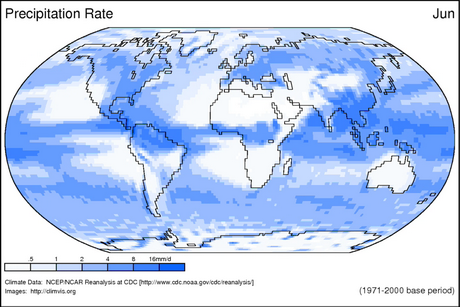 Precipitation Rate Jun
.5 1 2 4 8 16mm/d
Climate Data: NCEP/NCAR Reanalysis at CDC [http://www.cdc.noaa.gov/cdc/reanalysis/]
Images: http://climvis.org (1971-2000 base period)